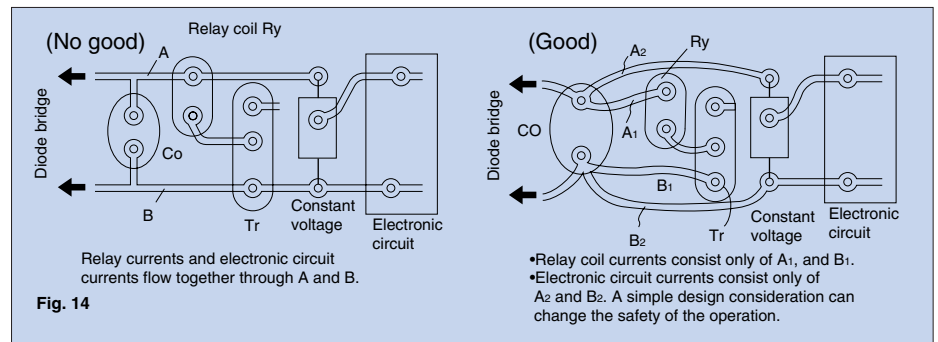 (No good)
Relay coil Ry
A
Diode bridge
Co
B
Tr
Constant
voltage
Electronic
circuit
Relay currents and electronic circuit
currents flow together through A and B.
Fig. 14
(Good)
A2
Ry
Diode bridge
CO
A1
B1
B2
Tr
Constant
voltage
Electronic
circuit
•Relay coil currents consist only of A1, and B1.
•Electronic circuit currents consist only of
A2 and B2. A simple design consideration can
change the safety of the operation.